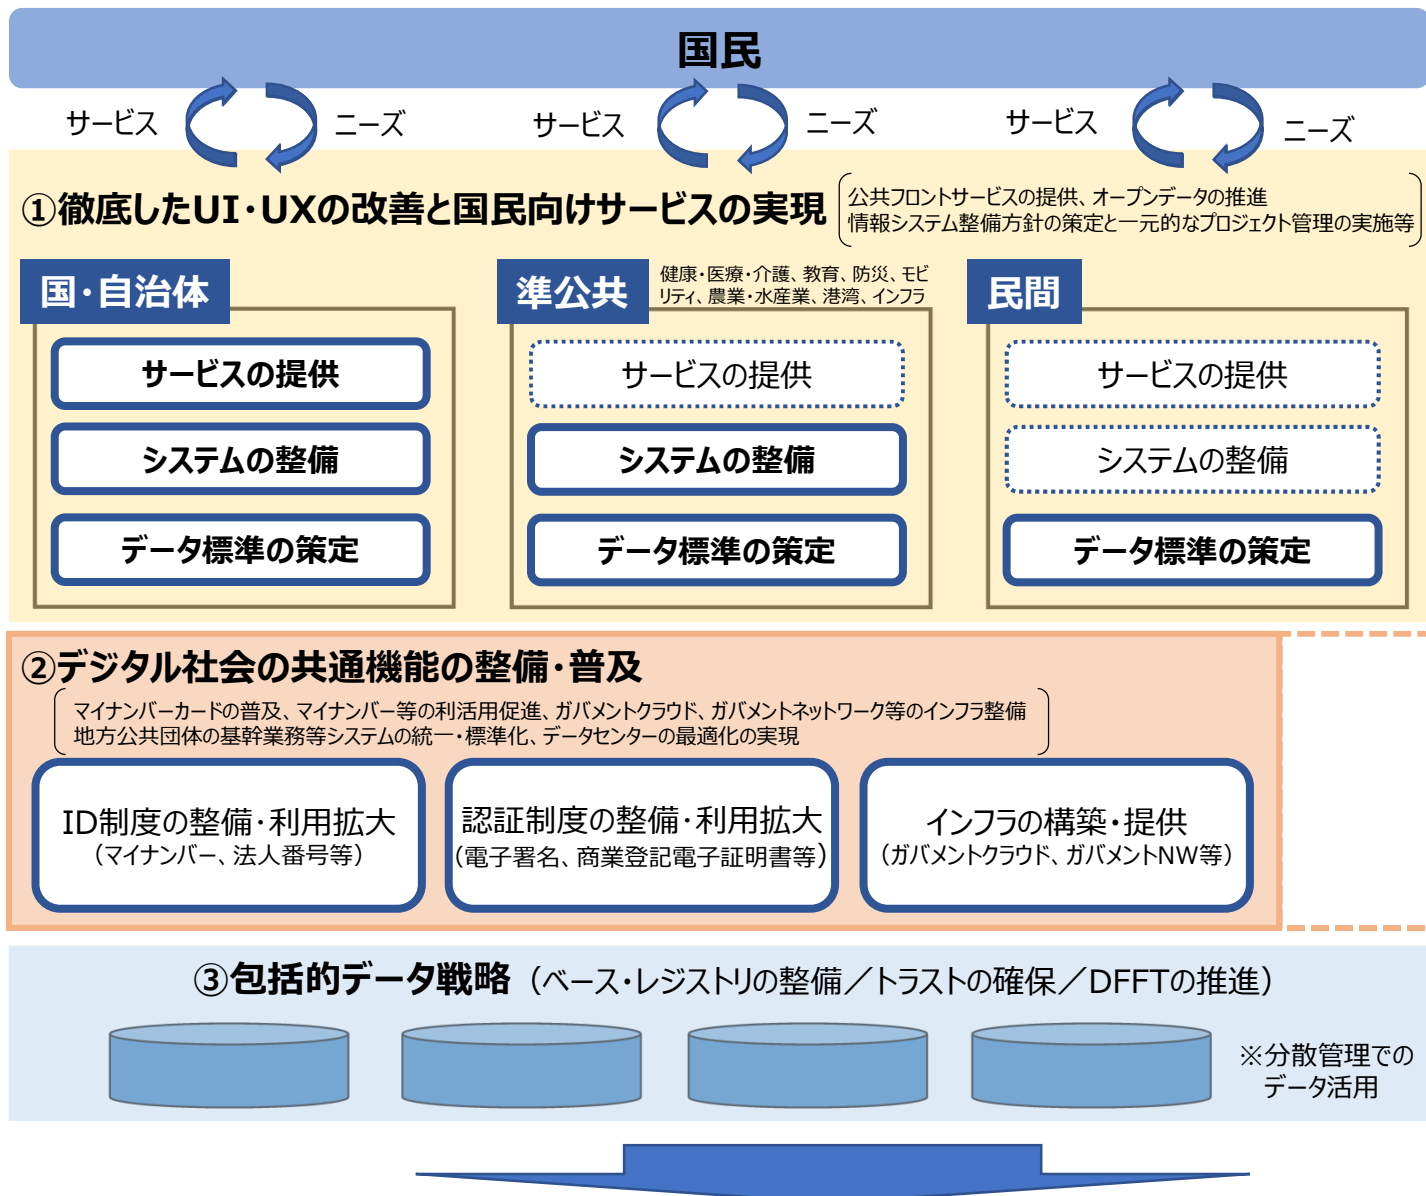 国民
サービス
ニーズ
サービス
ニーズ
サービス
ニーズ
①徹底したUI・UXの改善と国民向けサービスの実現
公共フロントサービスの提供、オープンデータの推進
情報システム整備方針の策定と一元的なプロジェクト管理の実施等
国・自治体
サービスの提供
システムの整備
データ標準の策定
準公共
健康・医療・介護、教育、防災、モビ
リティ、農業・水産業、港湾、インフラ
サービスの提供
システムの整備
データ標準の策定
民間
サービスの提供
システムの整備
データ標準の策定
②デジタル社会の共通機能の整備・普及
マイナンバーカードの普及、マイナンバー等の利活用促進、ガバメントクラウド、ガバメントネットワーク等のインフラ整備
地方公共団体の基幹業務等システムの統一・標準化、データセンターの最適化の実現
ID制度の整備・利用拡大
（マイナンバー、法人番号等）
認証制度の整備・利用拡大
（電子署名、商業登記電子証明書等）
インフラの構築・提供
（ガバメントクラウド、ガバメントNW等）
③包括的データ戦略（ベース・レジストリの整備／トラストの確保／DFFTの推進）
※分散管理での
データ活用